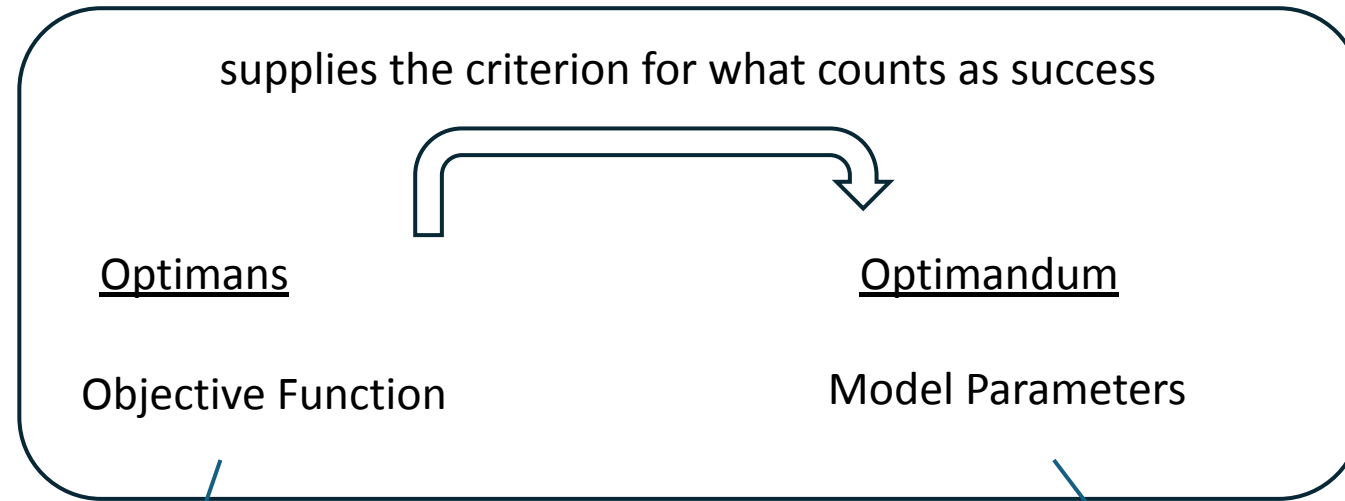 supplies the criterion for what counts as success
Optimans
Optimandum
Objective Function
Model Parameters